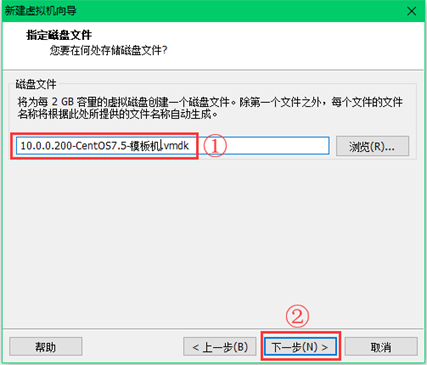 新建虚拟机向导
指定磁盘文件
您要在何处存储磁盘文件?
磁盘文件
将为每 2 GB 容量的虚拟磁盘创建一个磁盘文件。除第一个文件之外，每个文件的文件
名称将根据此处所提供的文件名称自动生成。
10.0.0.200-CentOS7.5-模板机.vmdk
①
浏览(R)...
②
帮助
< 上一步(B)
下一步(N) >
取消